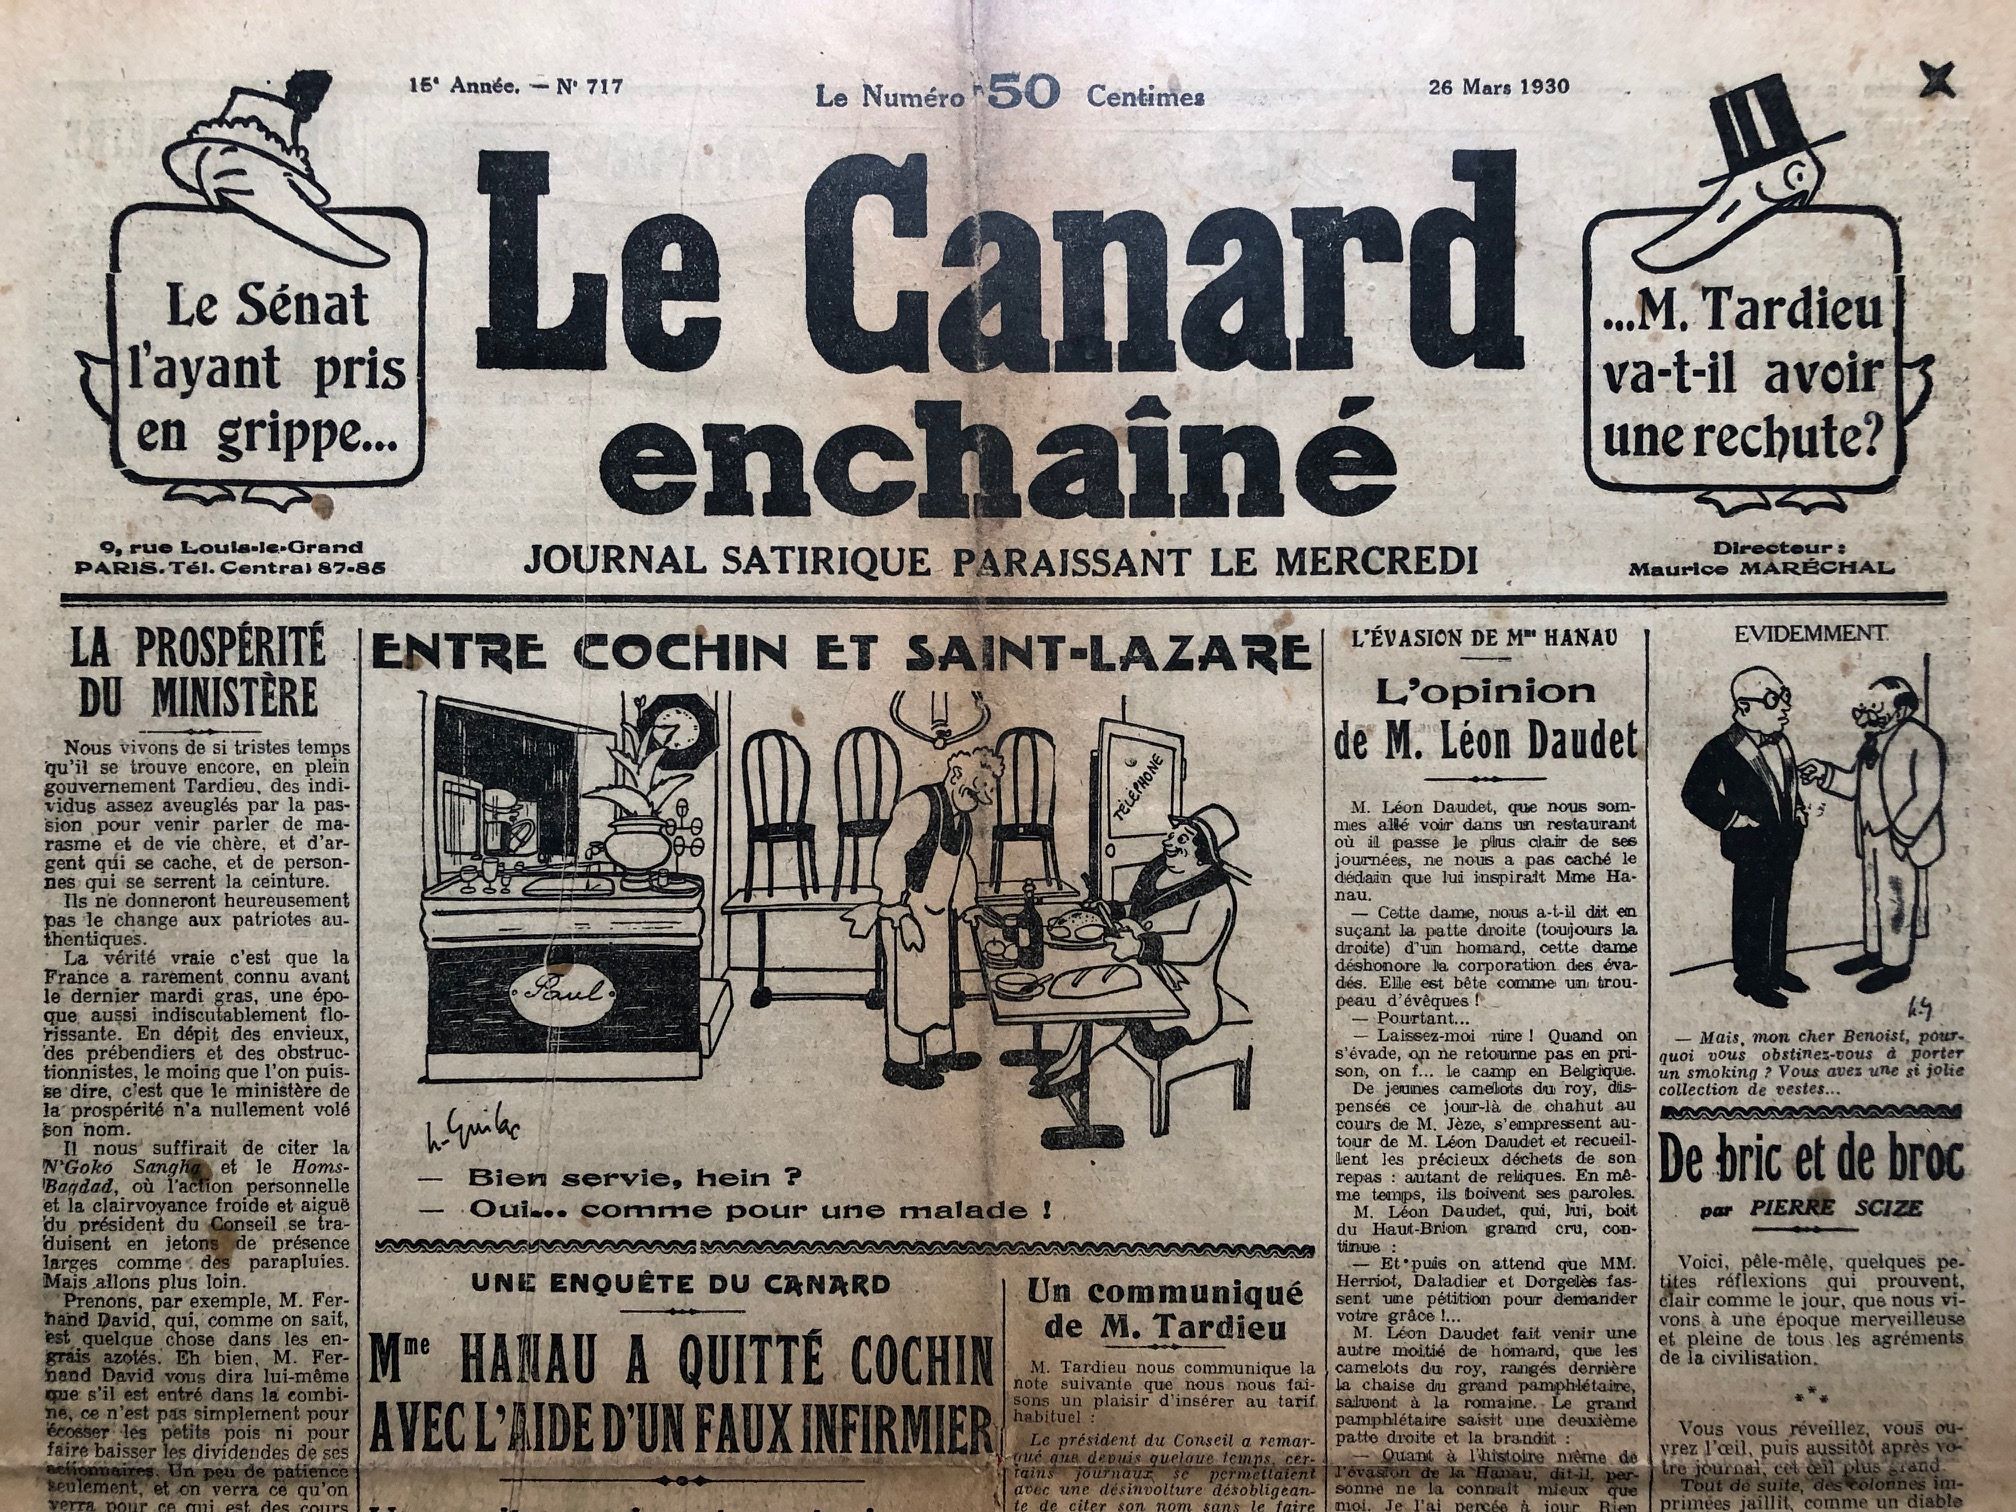 15e Année. — No 717
Le Numéro 50 Centimes
26 Mars 1930
Le Sénat
l'ayant pris
en grippe...
Le Canard
enchaîné
...M. Tardieu
va-t-il avoir
une rechute?
9, rue Louis-le-Grand
PARIS. Tél. Central 87-85
JOURNAL SATIRIQUE PARAISSANT LE MERCREDI
Directeur :
Maurice MARÉCHAL
LA PROSPÉRITÉ
DU MINISTÈRE
Nous vivons de si tristes temps
qu'il se trouve encore, en plein
gouvernement Tardieu, des indi-
vidus assez aveuglés par la pas-
sion pour venir parler de ma-
rasme et de vie chère, et d'ar-
gent qui se cache, et de person-
nes qui se serrent la ceinture.
Ils ne donneront heureusement
pas le change aux patriotes au-
thentiques.
La vérité vraie c'est que la
France a rarement connu avant
le dernier mardi gras, une épo-
que aussi indiscutablement flo-
rissante. En dépit des envieux,
des prébendiers et des obstruc-
tionnistes, le moins que l'on puis-
se dire, c'est que le ministère de
la prospérité n'a nullement volé
son nom.
Il nous suffirait de citer la
N'Goko Sangha et le Homs-
Bagdad, où l'action personnelle
et la clairvoyance froide et aiguë
du président du Conseil se tra-
duisent en jetons de présence
larges comme des parapluies.
Mais allons plus loin.
Prenons, par exemple, M. Fer-
nand David, qui, comme on sait,
est quelque chose dans les en-
grais azotés. Eh bien, M. Fer-
nand David vous dira lui-même
que s'il est entré dans la combi-
ne, ce n'est pas simplement pour
écosser les petits pois ni pour
faire baisser les dividendes de ses
actionnaires. Un peu de patience
seulement, et on verra ce qu'on
verra pour ce qui est des cours
ENTRE COCHIN ET SAINT-LAZARE
TÉLÉPHONE
Paul
— Bien servie, hein ?
— Oui... comme pour une malade !
UNE ENQUÊTE DU CANARD
Mme HANAU A QUITTÉ COCHIN
AVEC L'AIDE D'UN FAUX INFIRMIER
Un communiqué
de M. Tardieu
M. Tardieu nous communique la
note suivante que nous nous fai-
sons un plaisir d'insérer au tarif
habituel :
Le président du Conseil a remar-
qué que depuis quelque temps, cer-
tains journaux se permettaient
avec une désinvolture désobligean-
te de citer son nom sans le faire
L'ÉVASION DE Mme HANAU
L'opinion
de M. Léon Daudet
M. Léon Daudet, que nous som-
mes allé voir dans un restaurant
où il passe le plus clair de ses
journées, ne nous a pas caché le
dédain que lui inspirait Mme Ha-
nau.
— Cette dame, nous a-t-il dit en
suçant la patte droite (toujours la
droite) d'un homard, cette dame
déshonore la corporation des éva-
dés. Elle est bête comme un trou-
peau d'évêques !
— Pourtant...
— Laissez-moi rire ! Quand on
s'évade, on ne retourne pas en pri-
son, on f... le camp en Belgique.
De jeunes camelots du roy, dis-
pensés ce jour-là de chahut au
cours de M. Jèze, s'empressent au-
tour de M. Léon Daudet et recueil-
lent les précieux déchets de son
repas : autant de reliques. En mê-
me temps, ils boivent ses paroles.
M. Léon Daudet, qui, lui, boit
du Haut-Brion grand cru, con-
tinue :
— Et puis on attend que MM.
Herriot, Daladier et Dorgelès fas-
sent une pétition pour demander
votre grâce !...
M. Léon Daudet fait venir une
autre moitié de homard, que les
camelots du roy, rangés derrière
la chaise du grand pamphlétaire,
saluent à la romaine. Le grand
pamphlétaire saisit une deuxième
patte droite et la brandit :
— Quant à l'histoire même de
l'évasion de la Hanau, dit-il, per-
sonne ne la connaît mieux que
moi. Je l'ai percée à jour. Rien
EVIDEMMENT
— Mais, mon cher Benoist, pour-
quoi vous obstinez-vous à porter
un smoking ? Vous avez une si jolie
collection de vestes...
De bric et de broc
par PIERRE SCIZE
Voici, pêle-mêle, quelques pe-
tites réflexions qui prouvent,
clair comme le jour, que nous vi-
vons à une époque merveilleuse
et pleine de tous les agréments
de la civilisation.
***
Vous vous réveillez, vous ou-
vrez l'œil, puis aussitôt après vo-
tre journal, cet œil plus grand.
Tout de suite, des colonnes im-
primées jaillit, comme un diable